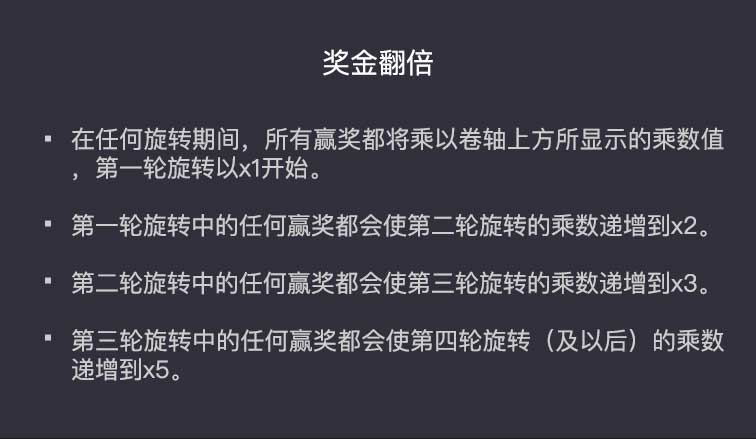 奖金翻倍
▪ 在任何旋转期间，所有赢奖都将乘以卷轴上方所显示的乘数值
，第一轮旋转以x1开始。
▪ 第一轮旋转中的任何赢奖都会使第二轮旋转的乘数递增到x2。
▪ 第二轮旋转中的任何赢奖都会使第三轮旋转的乘数递增到x3。
▪ 第三轮旋转中的任何赢奖都会使第四轮旋转（及以后）的乘数
递增到x5。